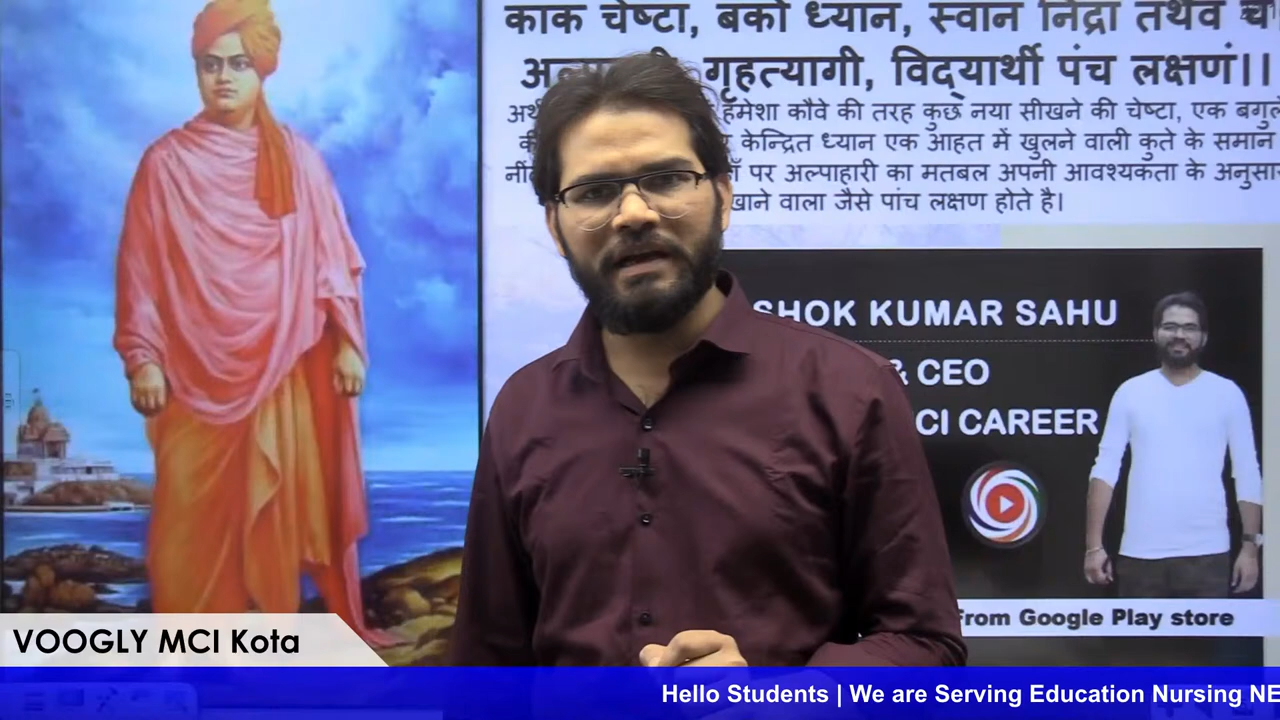 काक चेष्टा, बको ध्यान, स्वान निद्रा तथैव च।
गृहत्यागी, विद्यार्थी पंच लक्षणं।।
हमेशा कौवे की तरह कुछ नया सीखने की चेष्टा, एक
केन्द्रित ध्यान एक आहत में खुलने वाली कुते के समान
पर अल्पाहारी का मतबल अपनी आवश्यकता के अनुसार
खाने वाला जैसे पांच लक्षण होते है।
SHOK KUMAR SAHU
& CEO
CI CAREER
From Google Play store
VOOGLY MCI Kota
Hello Students | We are Serving Education Nursing NE